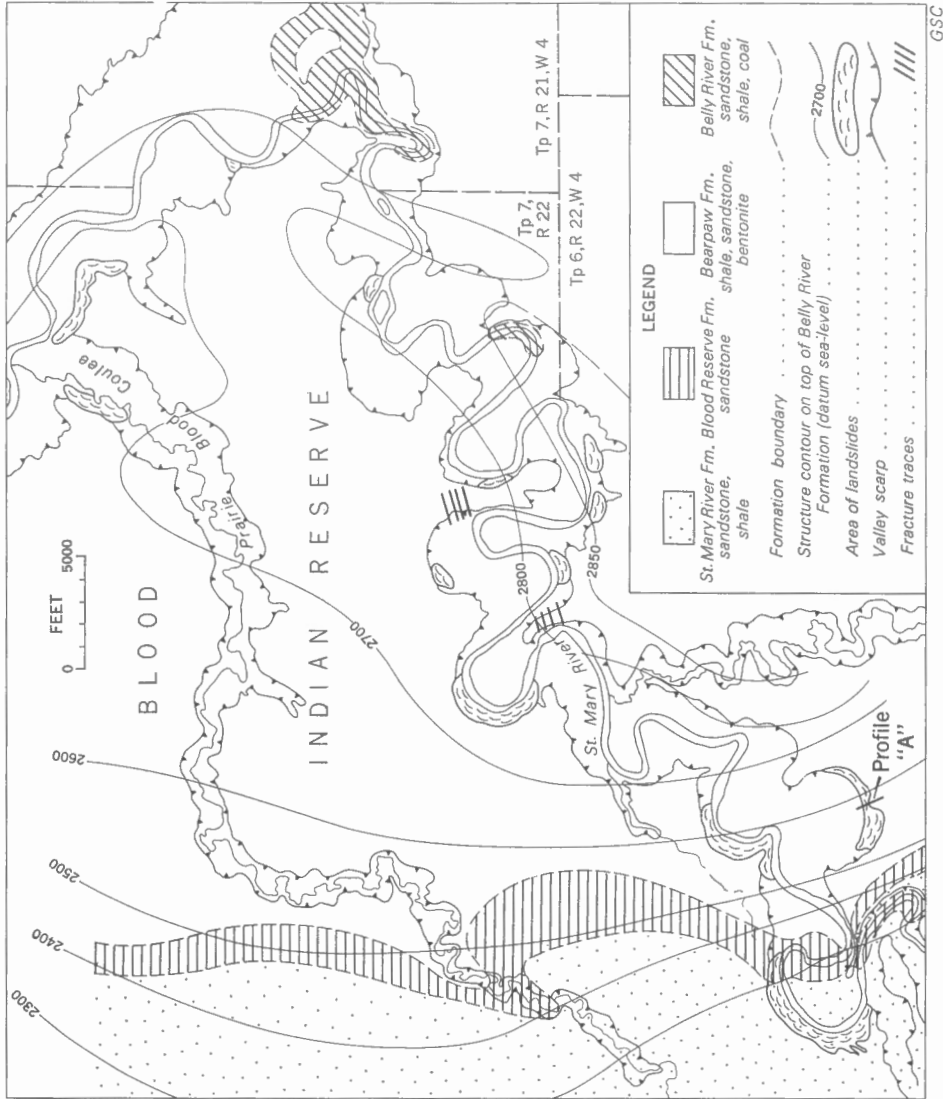 BLOOD
INDIAN RESERVE
FEET
0 5000
Prairie Blood Coulee
St. Mary River
2300
2400
2500
2600
2700
2800
2850
Profile
"A"
Tp 7,
R 22
Tp 7, R 21, W 4
Tp 6, R 22, W 4
LEGEND
St. Mary River Fm.
sandstone,
shale
Blood Reserve Fm.
sandstone
Bearpaw Fm.
shale, sandstone,
bentonite
Belly River Fm.
sandstone,
shale, coal
Formation boundary
Structure contour on top of Belly River
Formation (datum sea-level)
2700
Area of landslides
Valley scarp
Fracture traces
GSC